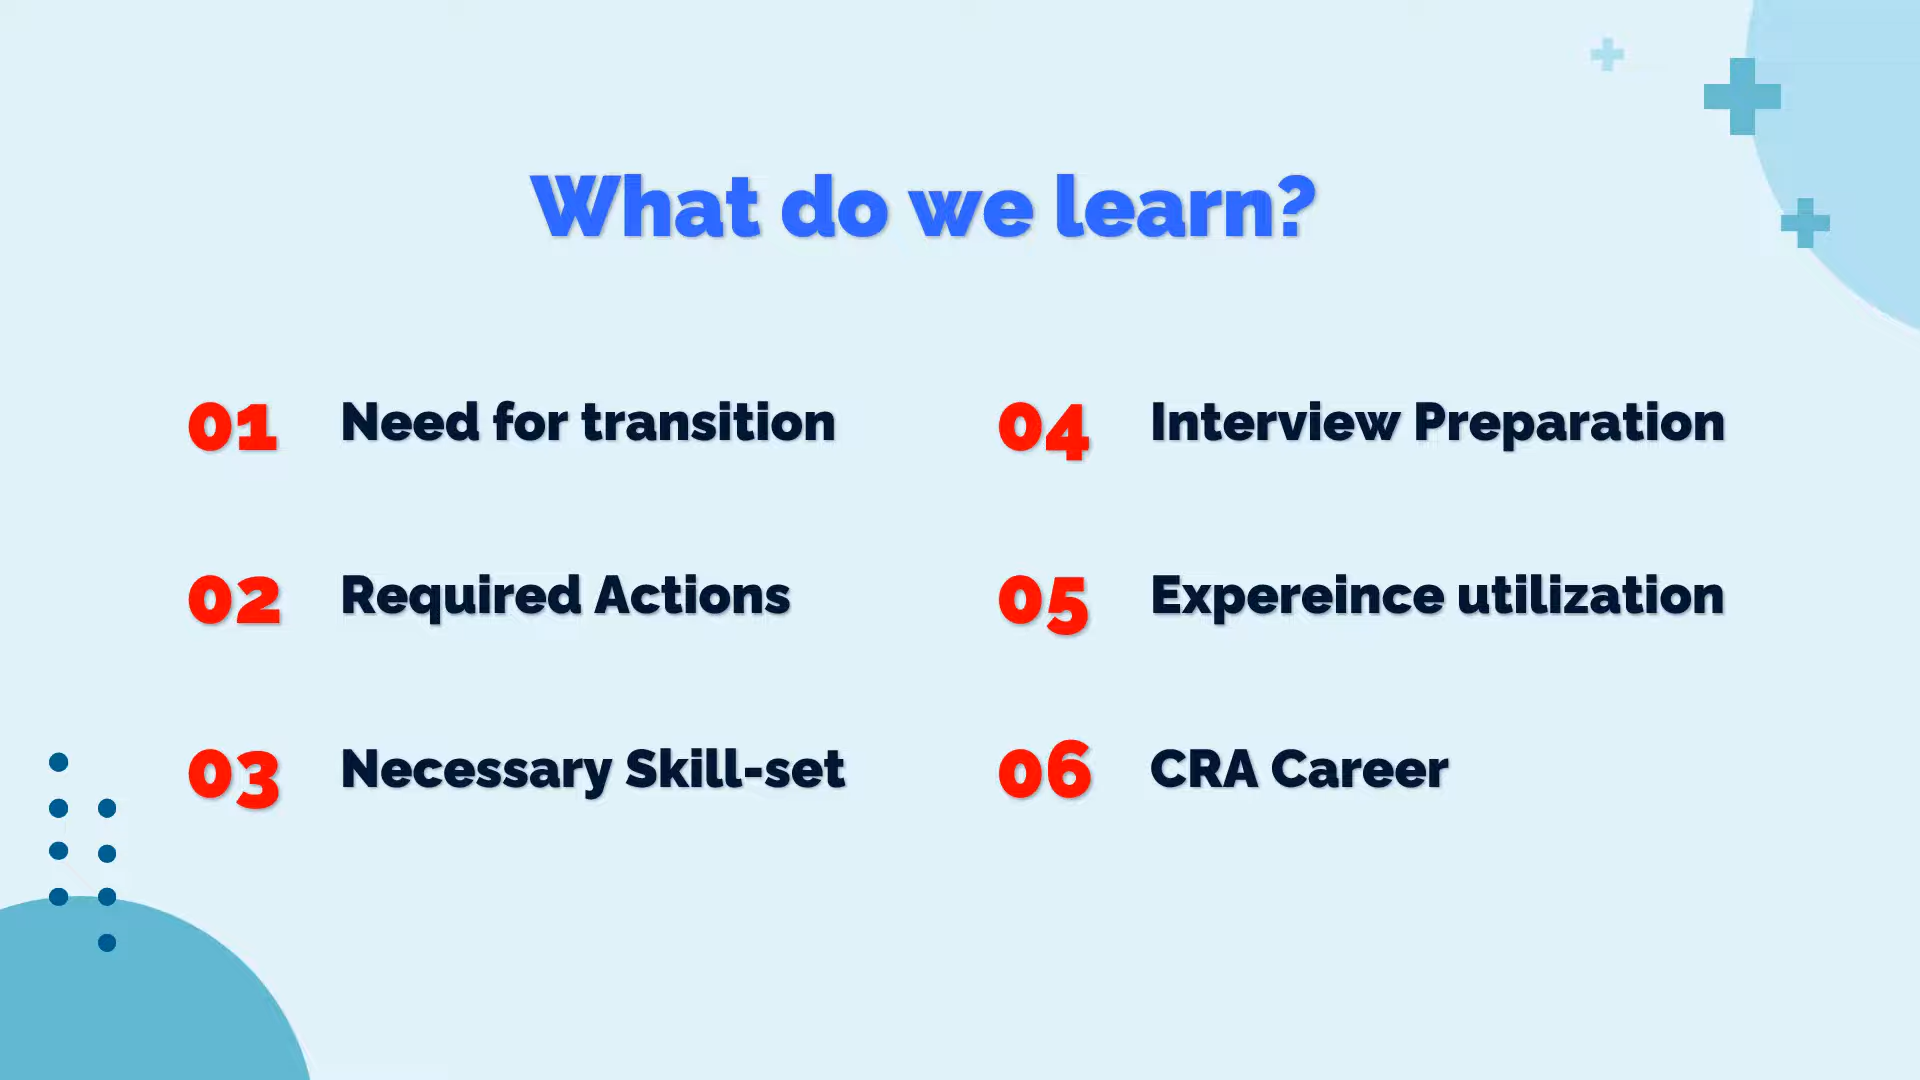 What do we learn?
01 Need for transition
02 Required Actions
03 Necessary Skill-set
04 Interview Preparation
05 Expereince utilization
06 CRA Career